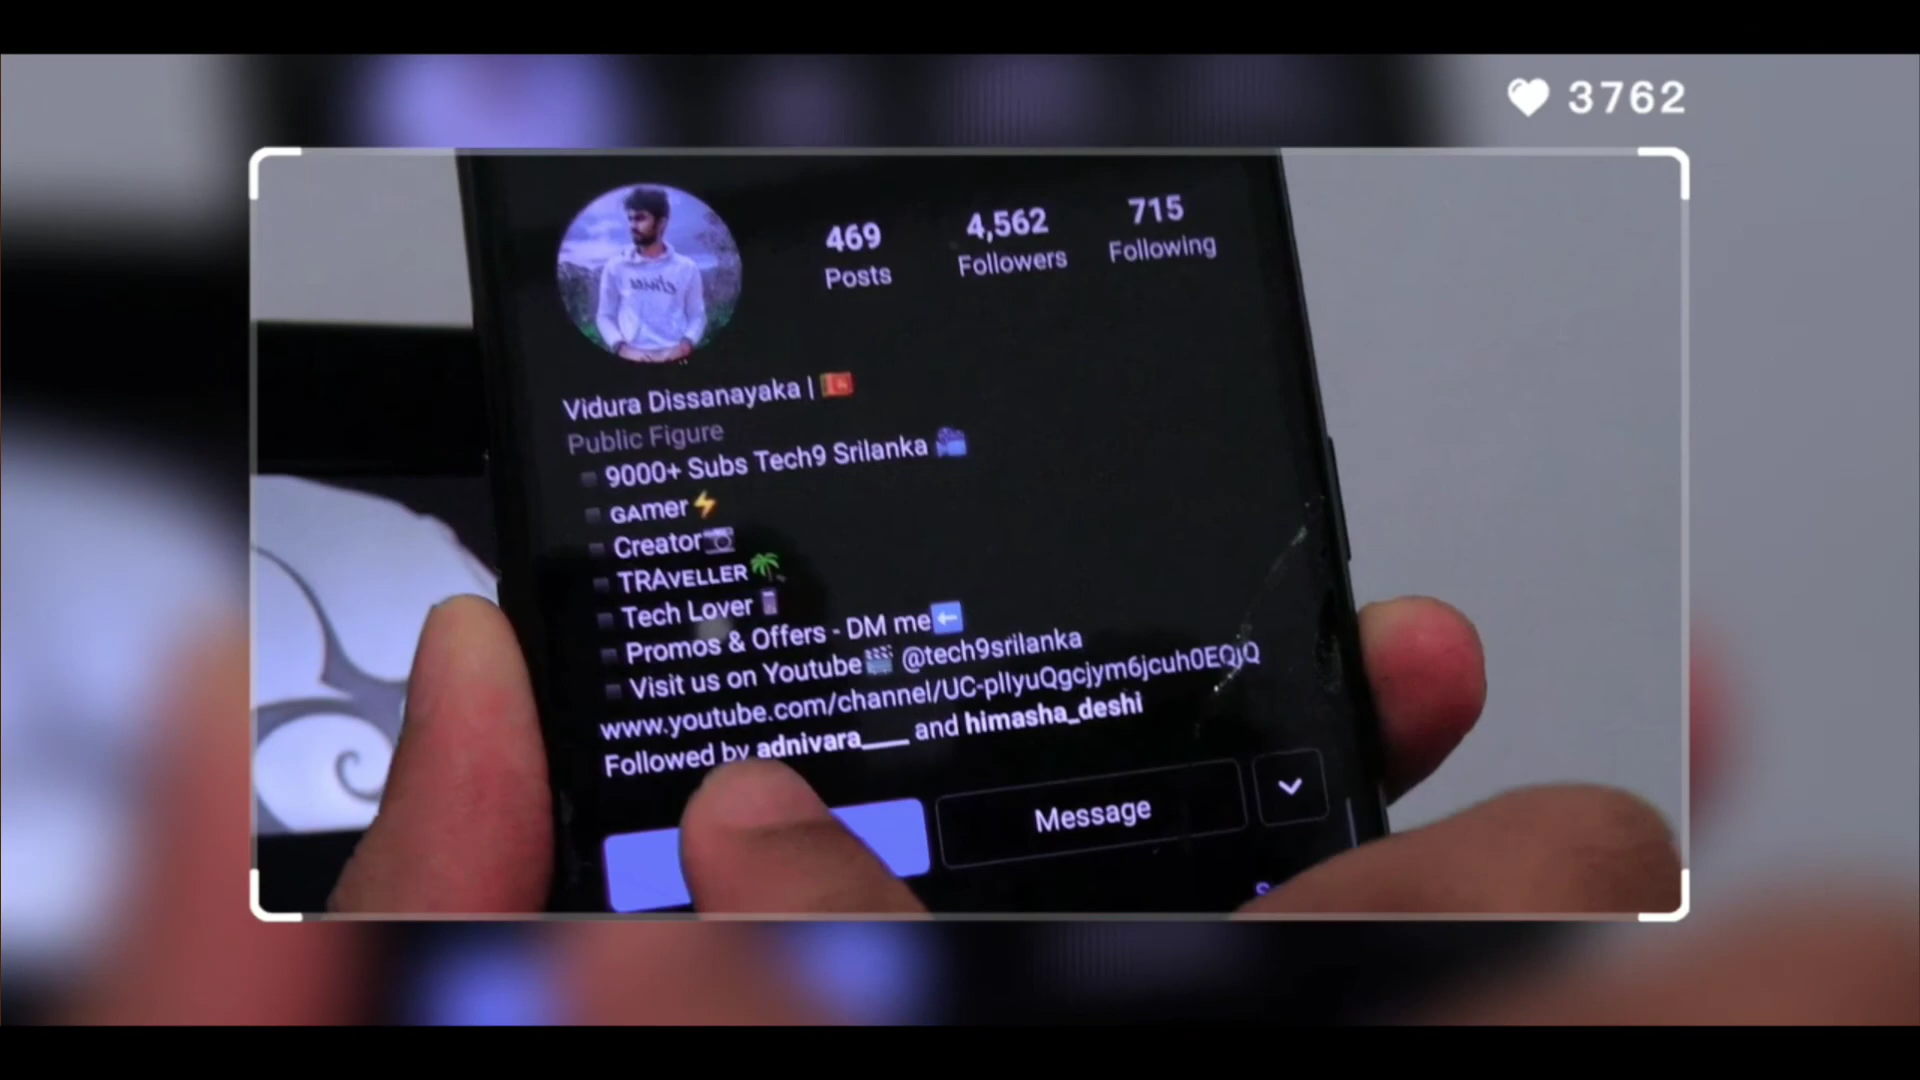 3762
469 4,562 715
Posts Followers Following
Vidura Dissanayaka |
Public Figure
9000+ Subs Tech9 Srilanka
GAmer
Creator
TRAVELLER
Tech Lover
Promos & Offers - DM me
Visit us on Youtube @tech9srilanka
www.youtube.com/channel/UC-pllyuQgcjym6jcuh0EQjQ
Followed by adnivara____ and himasha_deshi
Message